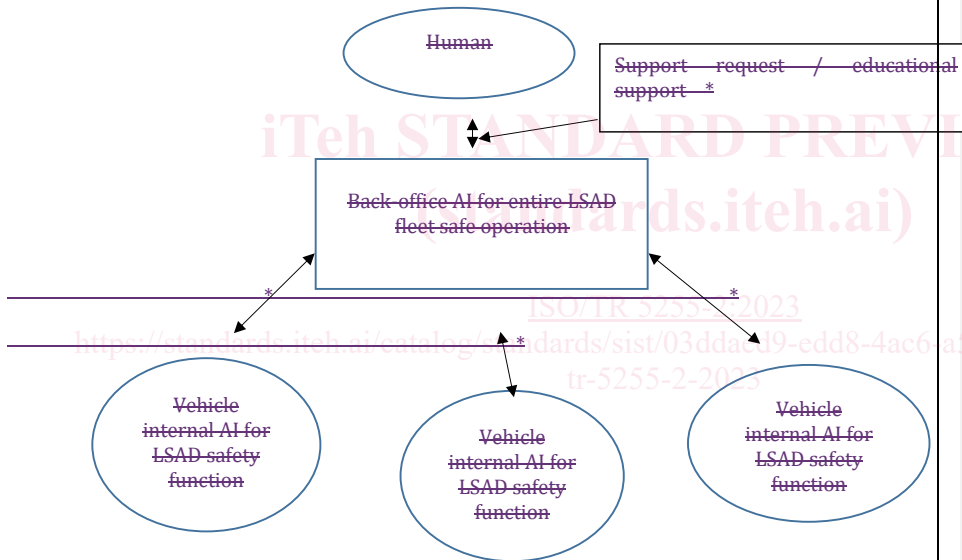 Human
Support request / educational
support *
iTeh STANDARD PREVI
Back-office AI for entire LSAD
fleet safe operation
(standards.iteh.ai)
* *
ISO/TR 5255-2:2023
*
https://standards.iteh.ai/catalog/standards/sist/03ddaed9-edd8-4ac6-a
tr-5255-2-2023
Vehicle
internal AI for
LSAD safety
function
Vehicle
internal AI for
LSAD safety
function
Vehicle
internal AI for
LSAD safety
function